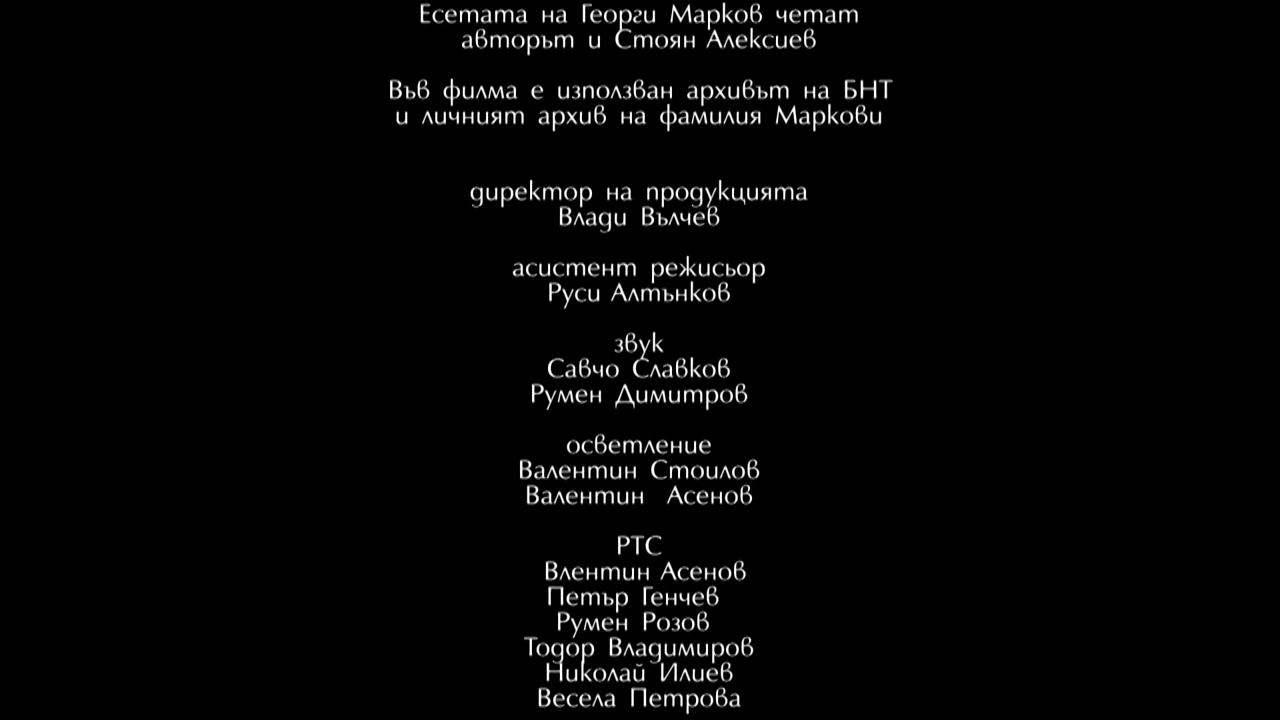 Есетата на Георги Марков четат
авторът и Стоян Алексиев
Във филма е използван архивът на БНТ
и личният архив на фамилия Маркови
директор на продукцията
Влади Вълчев
асистент режисьор
Руси Алтънков
звук
Савчо Славков
Румен Димитров
осветление
Валентин Стоилов
Валентин Асенов
РТС
Влентин Асенов
Петър Генчев
Румен Розов
Тодор Владимиров
Николай Илиев
Весела Петрова